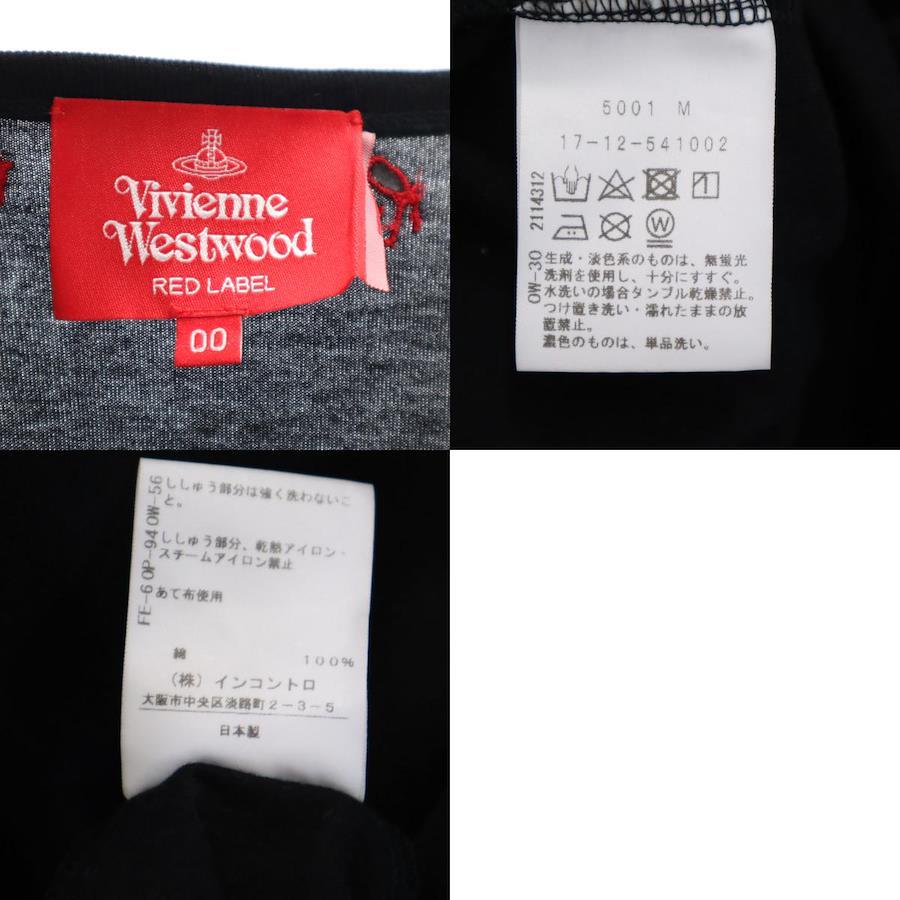 Vivienne
Westwood
RED LABEL
00
5001 M
17-12-541002
OW-30 2114312
生成・淡色系のものは、無蛍光
洗剤を使用し、十分にすすぐ。
水洗いの場合タンブル乾燥禁止。
つけ置き洗い・濡れたままの放
置禁止。
濃色のものは、単品洗い。
FE-6 OP-94 OW-56
ししゅう部分は強く洗わないこ
と。
ししゅう部分、乾熱アイロン・
スチームアイロン禁止
あて布使用
綿 100%
(株)インコントロ
大阪市中央区淡路町2-3-5
日本製